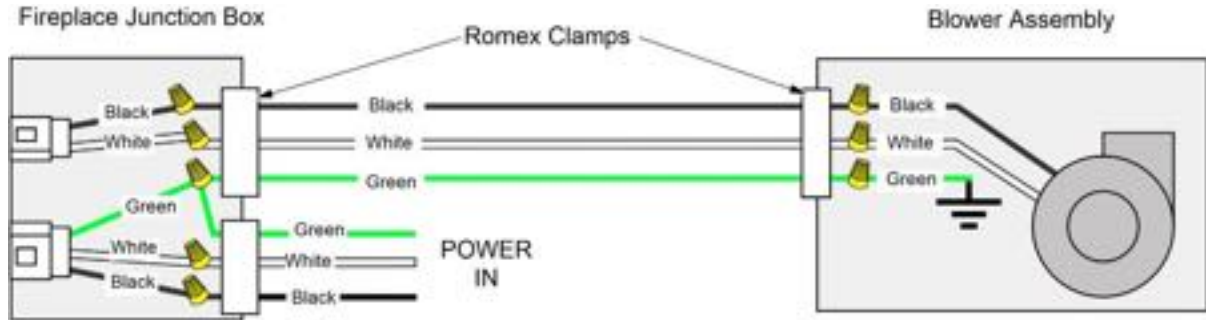 Fireplace Junction Box
Romex Clamps
Blower Assembly
Black
Black
Black
White
White
White
Green
Green
Green
Green
White
White
POWER
IN
Black
Black